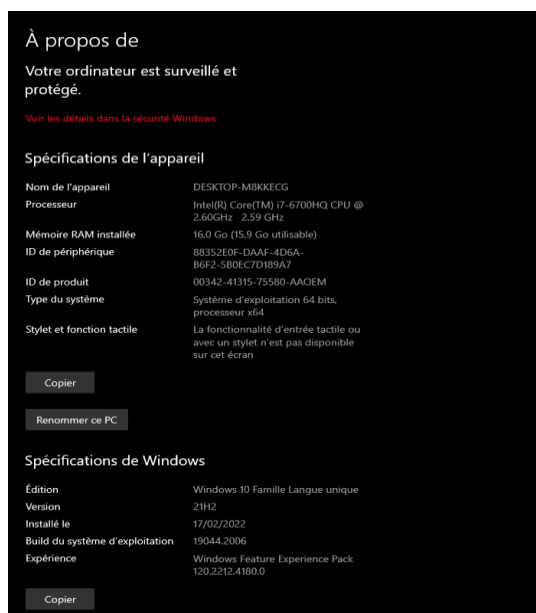 À propos de
Votre ordinateur est surveillé et
protégé.
Voir les détails dans la sécurité Windows
Spécifications de l'appareil
Nom de l'appareil DESKTOP-M8KKECG
Processeur Intel(R) Core(TM) i7-6700HQ CPU @
2.60GHz 2.59 GHz
Mémoire RAM installée 16,0 Go (15,9 Go utilisable)
ID de périphérique 88352E0F-DAAF-4D6A-
B6F2-5B0EC7D189A7
ID de produit 00342-41315-75580-AAOEM
Type du système Système d'exploitation 64 bits,
processeur x64
Stylet et fonction tactile La fonctionnalité d'entrée tactile ou
avec un stylet n'est pas disponible
sur cet écran
Copier
Renommer ce PC
Spécifications de Windows
Édition Windows 10 Famille Langue unique
Version 21H2
Installé le 17/02/2022
Build du système d'exploitation 19044.2006
Expérience Windows Feature Experience Pack
120.2212.4180.0
Copier